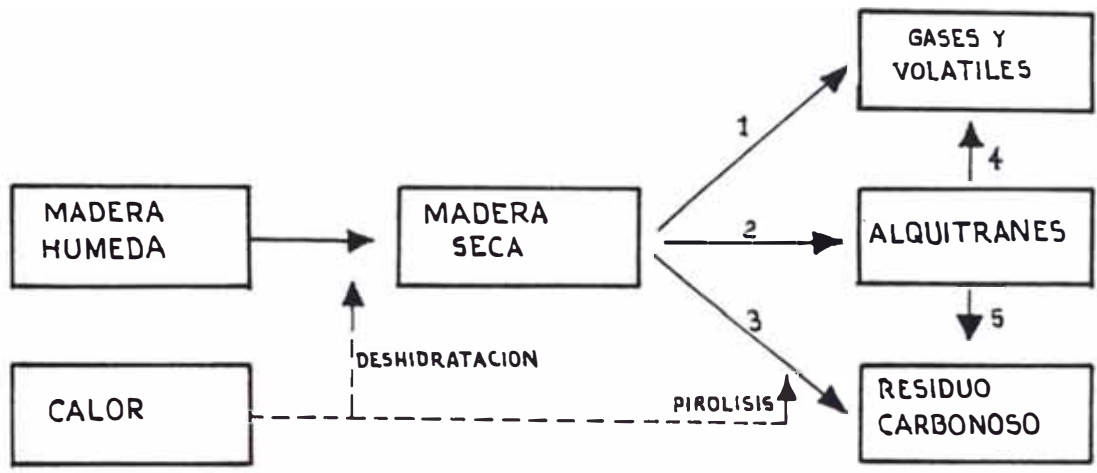 GASES Y
VOLATILES
1
4
MADERA
HUMEDA
MADERA
SECA
2
ALQUITRANES
3
5
DESHIDRATACION
CALOR
PIROLISIS
RESIDUO
CARBONOSO